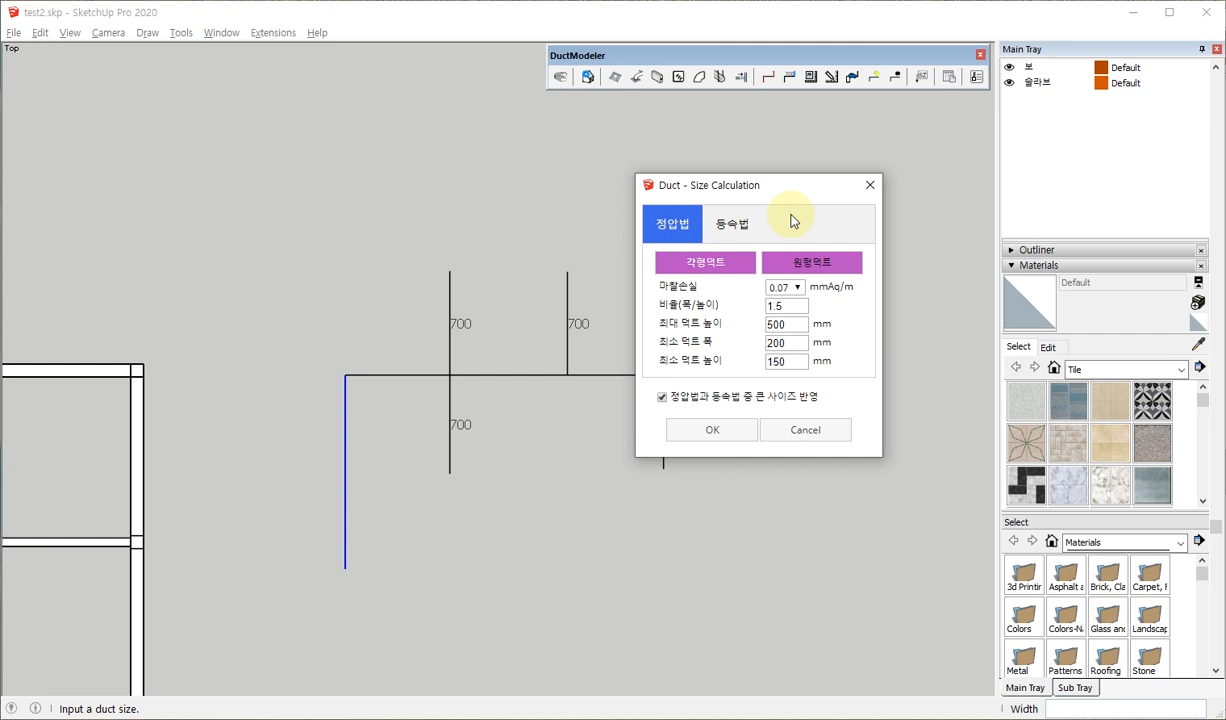 test2.skp - SketchUp Pro 2020
File Edit View Camera Draw Tools Window Extensions Help
Top
DuctModeler
Main Tray
보 Default
슬라브 Default
Duct - Size Calculation
정압법 등속법
각형덕트 원형덕트
마찰손실 0.07 mmAq/m
비율(폭/높이) 1.5
최대 덕트 높이 500 mm
최소 덕트 폭 200 mm
최소 덕트 높이 150 mm
정압법과 등속법 중 큰 사이즈 반영
OK Cancel
700
700
700
Outliner
Materials
Default
Select Edit
Tile
Select
Materials
3d Printir Asphalt a Brick, Cla Carpet, F
Colors Colors-Na Glass and Landscap
Metal Patterns Roofing Stone
Main Tray Sub Tray
Input a duct size.
Width